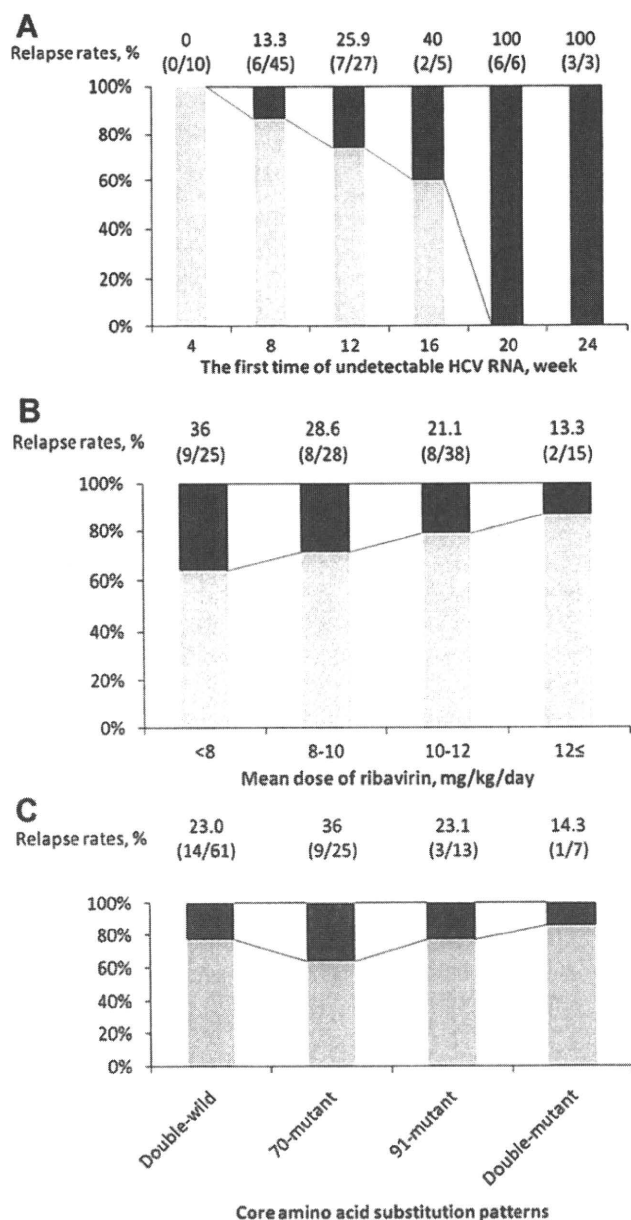 A
0 13.3 25.9 40 100 100
Relapse rates, % (0/10) (6/45) (7/27) (2/5) (6/6) (3/3)
100%
80%
60%
40%
20%
0%
4 8 12 16 20 24
The first time of undetectable HCV RNA, week
B
36 28.6 21.1 13.3
Relapse rates, % (9/25) (8/28) (8/38) (2/15)
100%
80%
60%
40%
20%
0%
<8 8-10 10-12 12≤
Mean dose of ribavirin, mg/kg/day
C
23.0 36 23.1 14.3
Relapse rates, % (14/61) (9/25) (3/13) (1/7)
100%
80%
60%
40%
20%
0%
Double-wild 70-mutant 91-mutant Double-mutant
Core amino acid substitution patterns